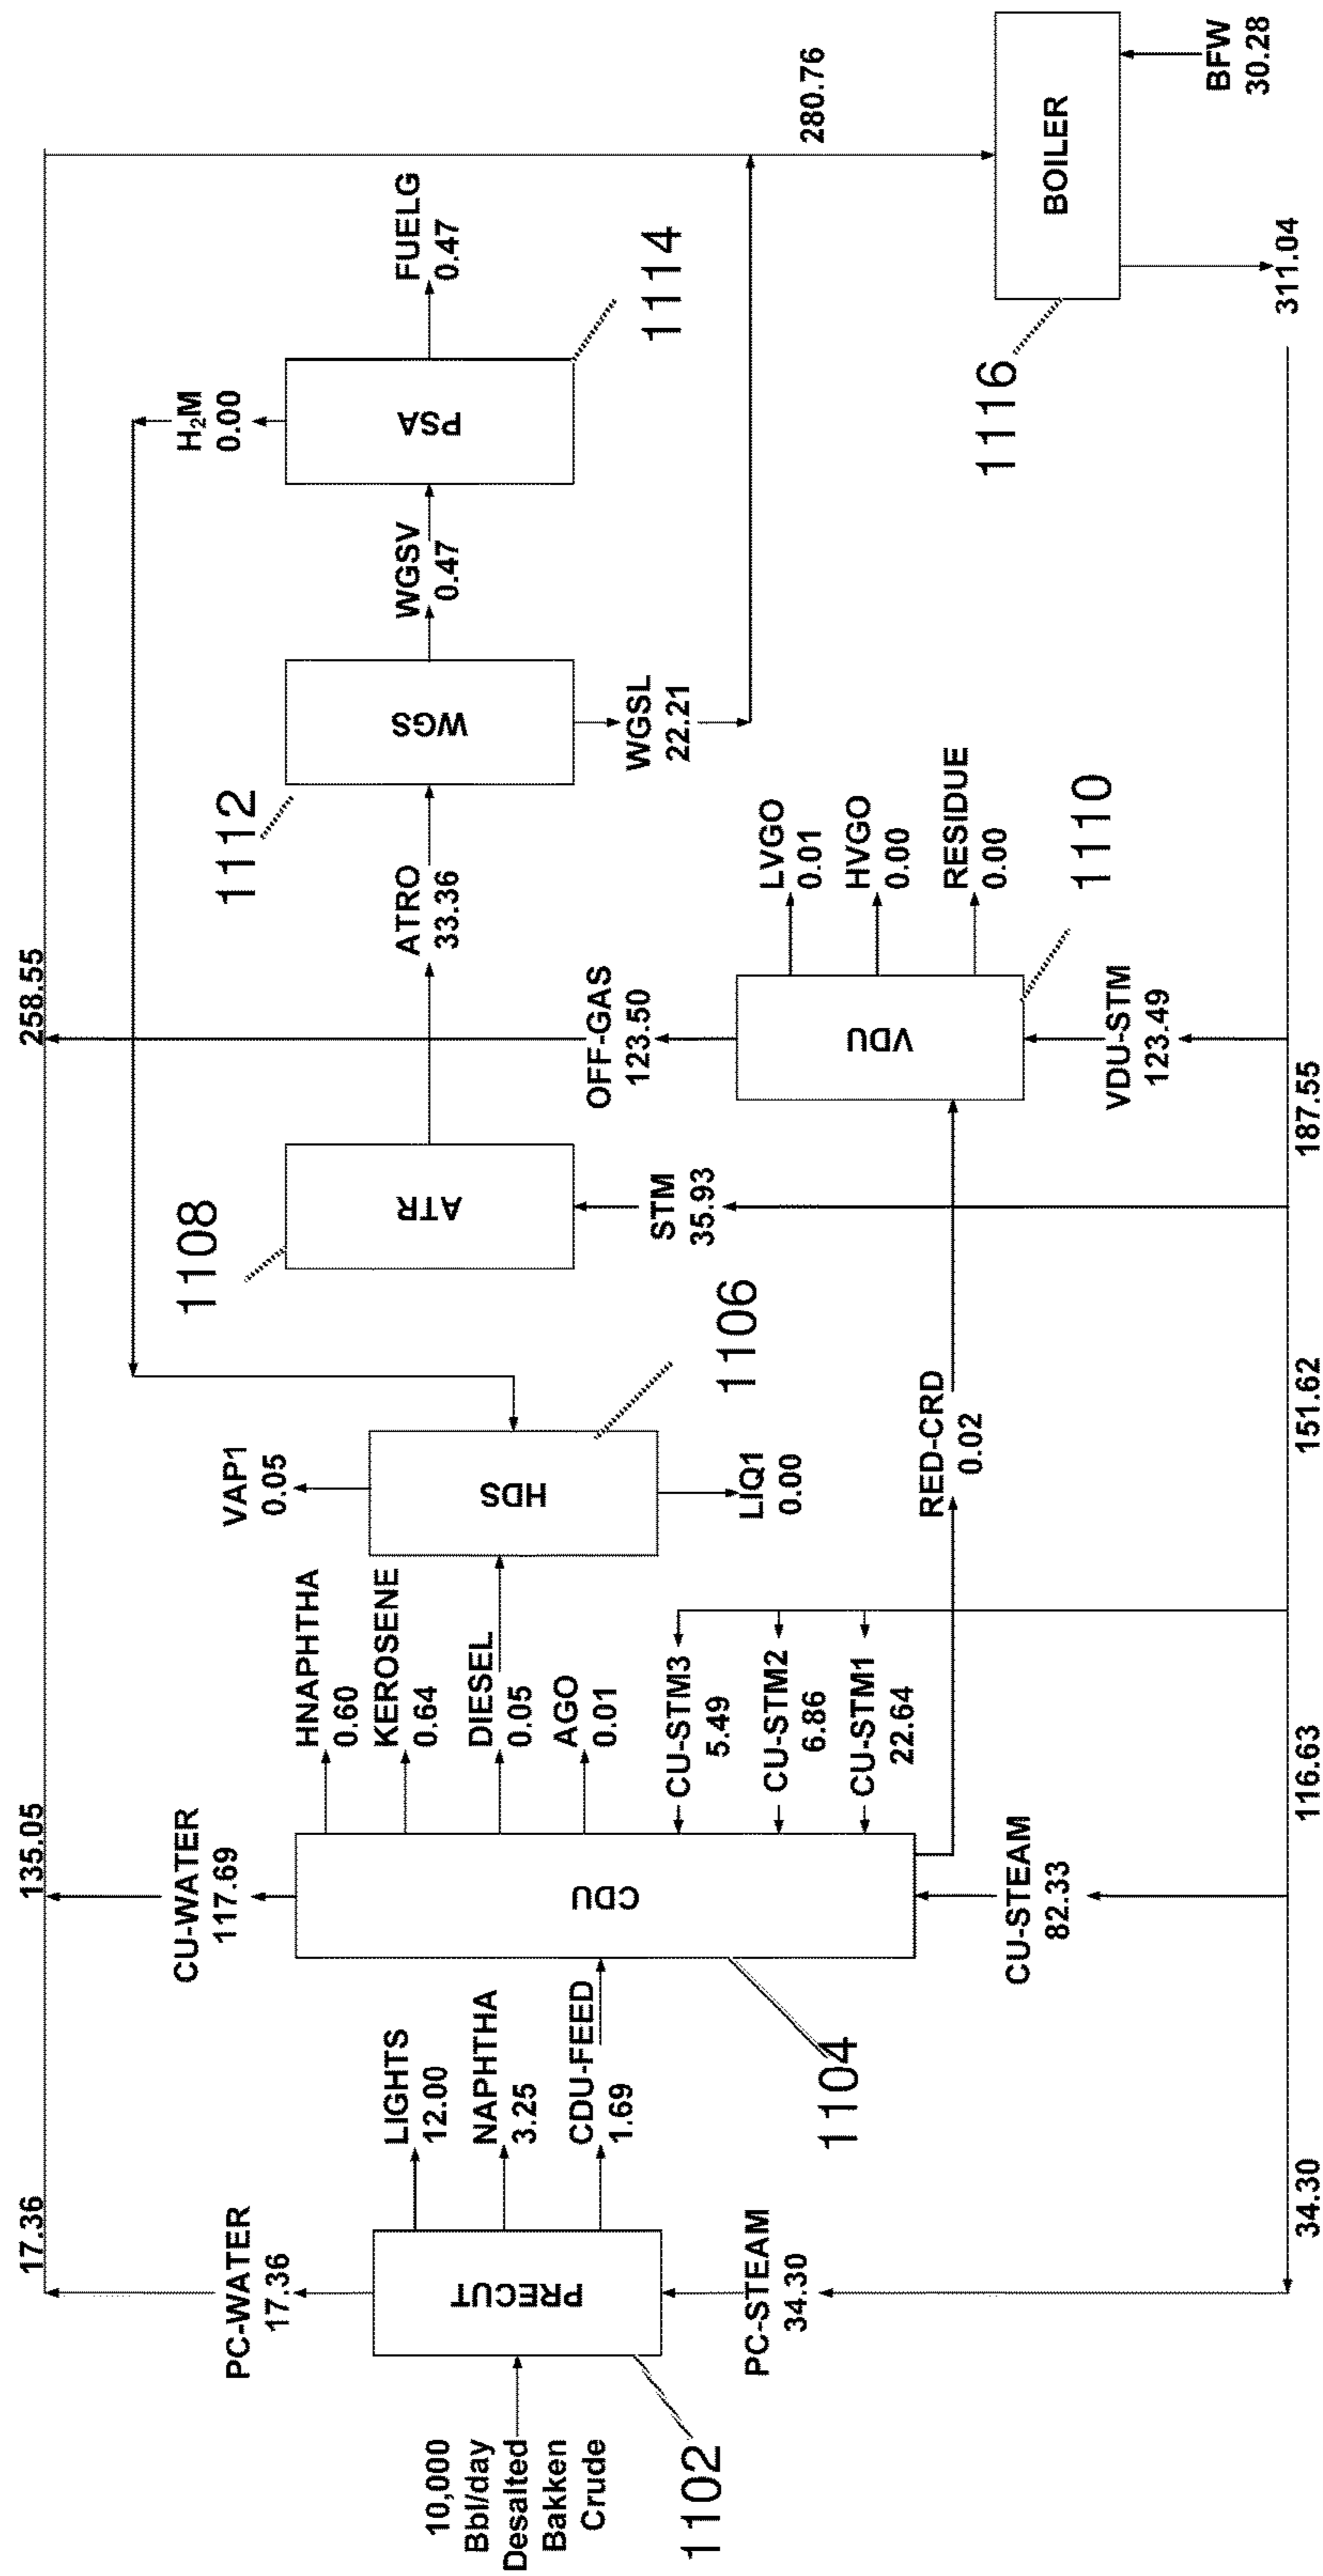 17.36
135.05
258.55
PC-WATER
17.36
CU-WATER
117.69
10,000
Bbl/day
Desalted
Bakken
Crude
PRECUT
1102
LIGHTS
12.00
NAPHTHA
3.25
CDU-FEED
1.69
PC-STEAM
34.30
CDU
1104
HNAPHTHA
0.60
KEROSENE
0.64
DIESEL
0.05
AGO
0.01
CU-STM3
5.49
CU-STM2
6.86
CU-STM1
22.64
CU-STEAM
82.33
VAP1
0.05
HDS
1106
LIQ1
0.00
RED-CRD
0.02
1108
ATR
STM
35.93
ATRO
33.36
OFF-GAS
123.50
VDU
1110
LVGO
0.01
HVGO
0.00
RESIDUE
0.00
VDU-STM
123.49
1112
WGS
WGSL
22.21
WGSV
0.47
H₂M
0.00
PSA
1114
FUELG
0.47
280.76
BOILER
1116
BFW
30.28
311.04
34.30
116.63
151.62
187.55